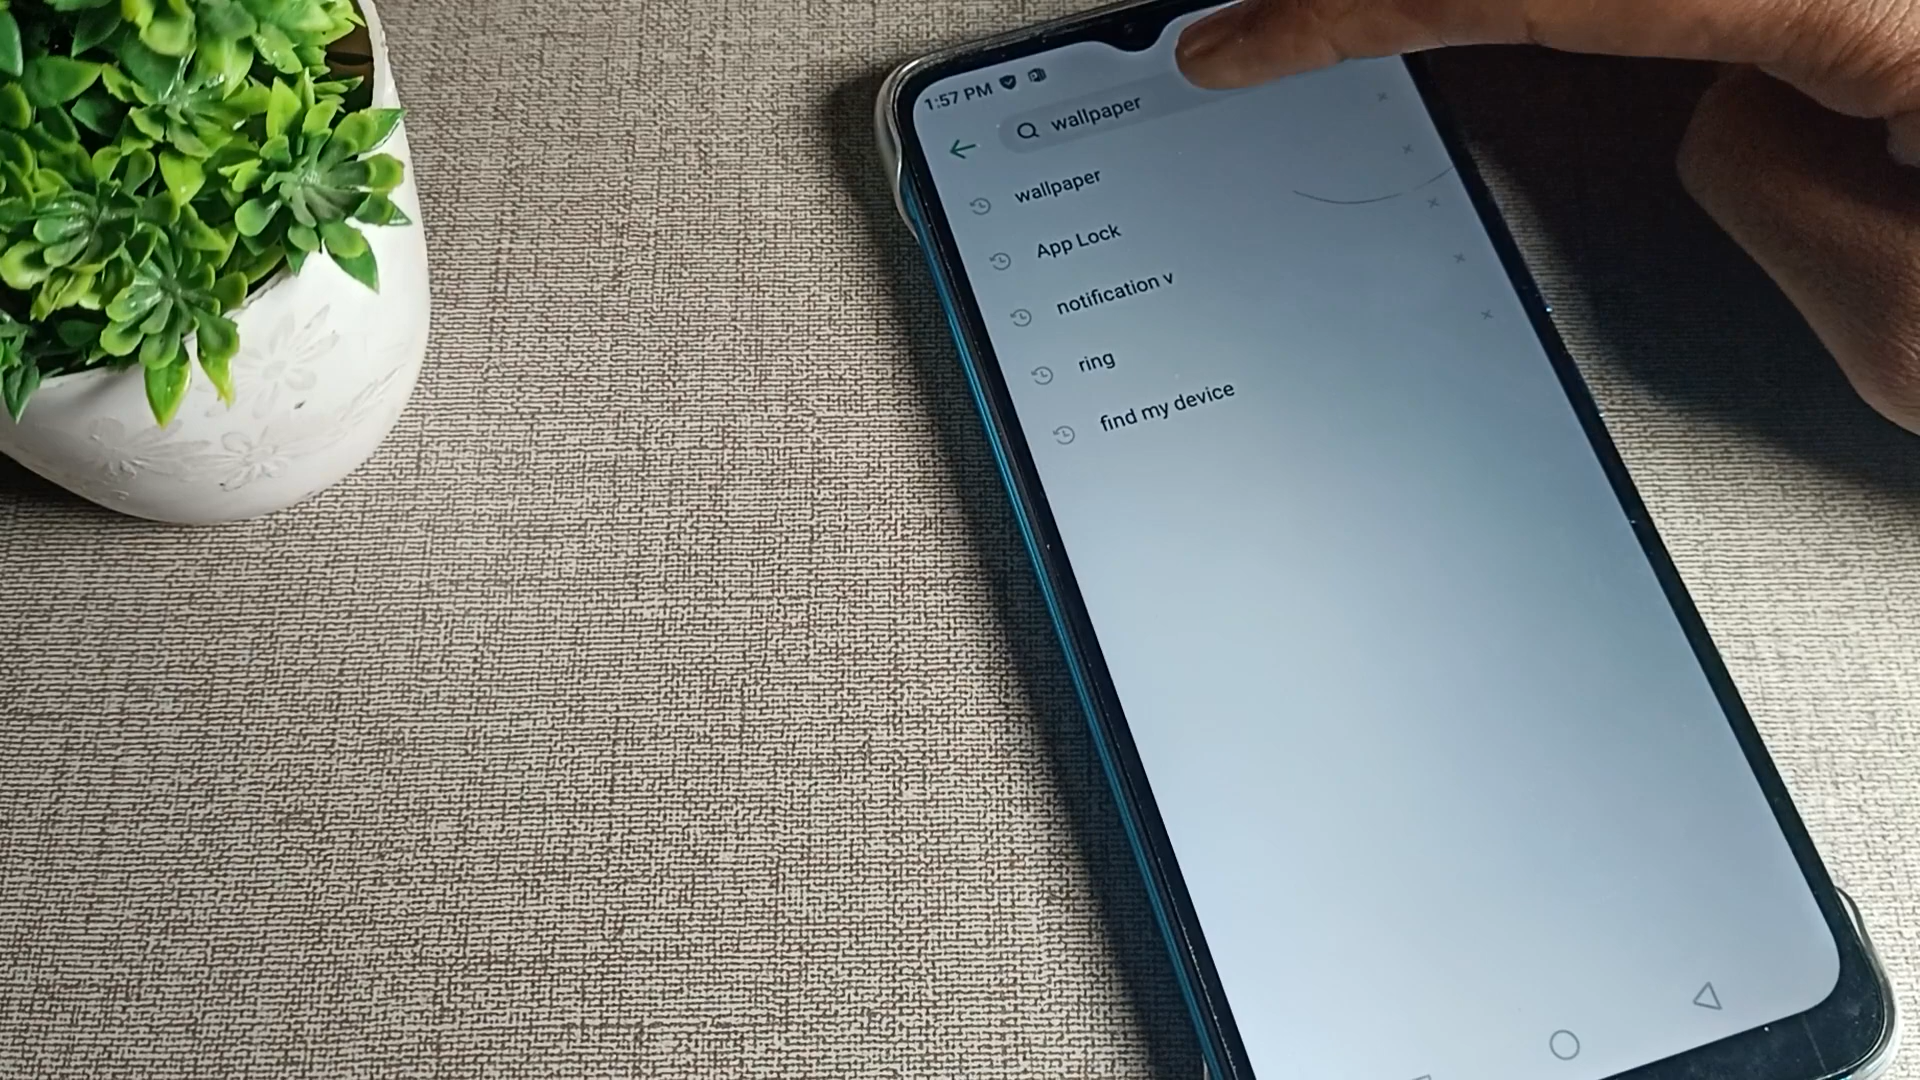 1:57 PM
wallpaper
wallpaper
App Lock
notification v
ring
find my device